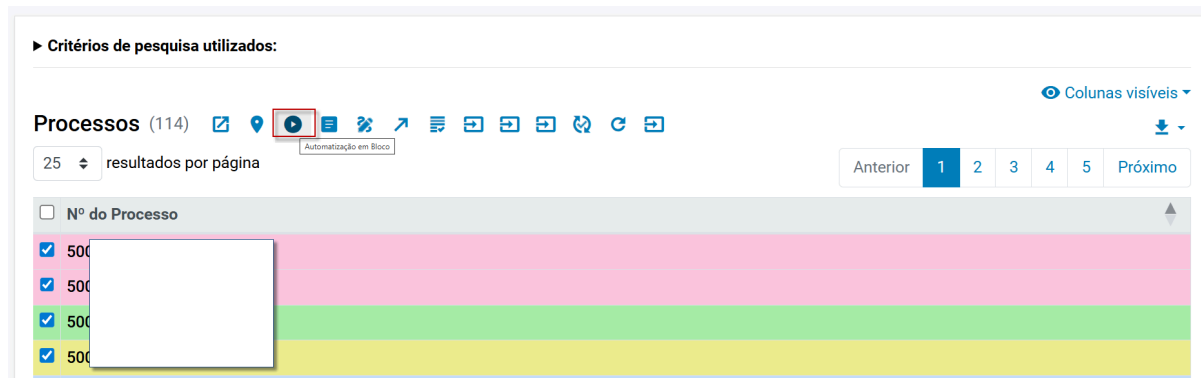 Critérios de pesquisa utilizados:
Colunas visíveis
Processos (114)
Automatização em Bloco
25 resultados por página
Anterior 1 2 3 4 5 Próximo
Nº do Processo
500
500
500
500